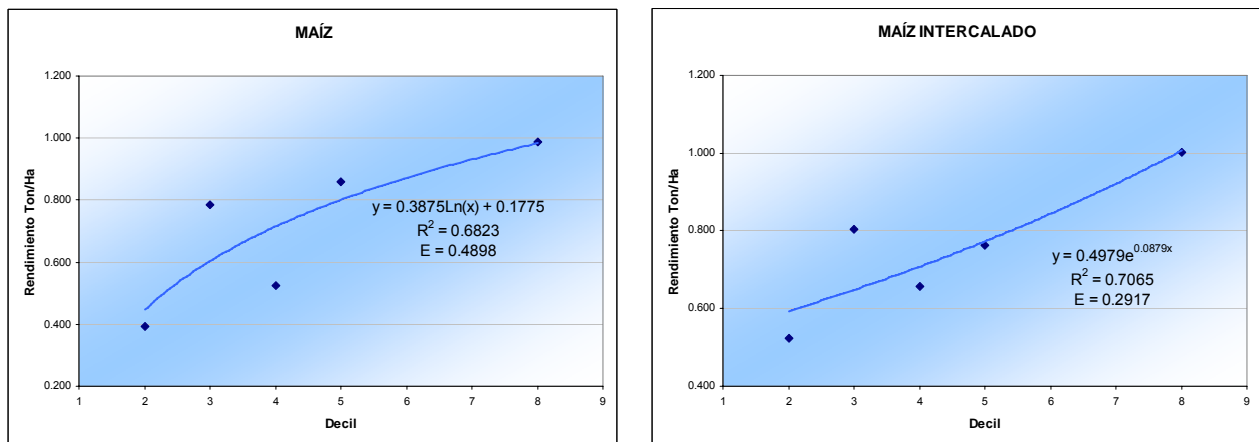 MAÍZ
1.200
1.000
0.800
0.600
0.400
0.200
Rendimiento Ton/Ha
y = 0.3875Ln(x) + 0.1775
R² = 0.6823
E = 0.4898
1 2 3 4 5 6 7 8 9
Decil
MAÍZ INTERCALADO
1.200
1.000
0.800
0.600
0.400
Rendimiento Ton/Ha
y = 0.4979e^0.0879x
R² = 0.7065
E = 0.2917
1 2 3 4 5 6 7 8 9
Decil